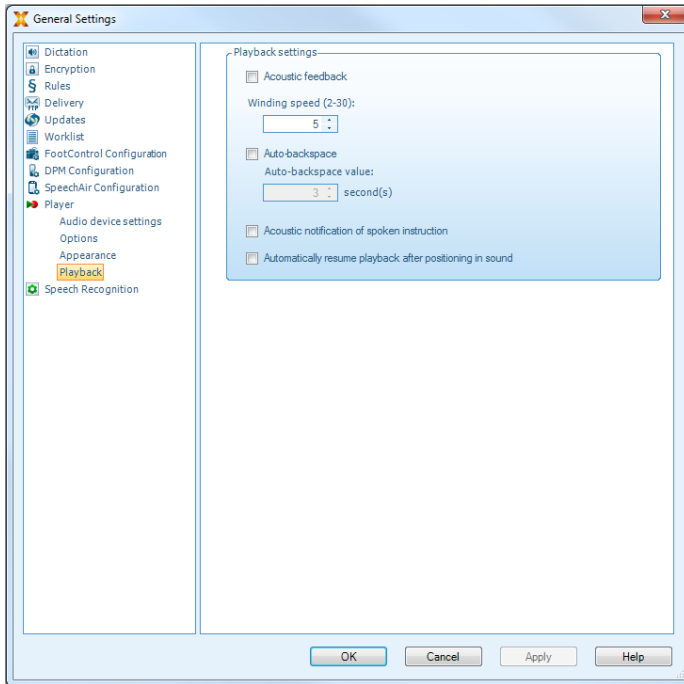 General Settings
Dictation
Encryption
Rules
Delivery
Updates
Worklist
FootControl Configuration
DPM Configuration
SpeechAir Configuration
Player
Audio device settings
Options
Appearance
Playback
Speech Recognition
Playback settings
Acoustic feedback
Winding speed (2-30):
5
Auto-backspace
Auto-backspace value:
3 second(s)
Acoustic notification of spoken instruction
Automatically resume playback after positioning in sound
OK Cancel Apply Help